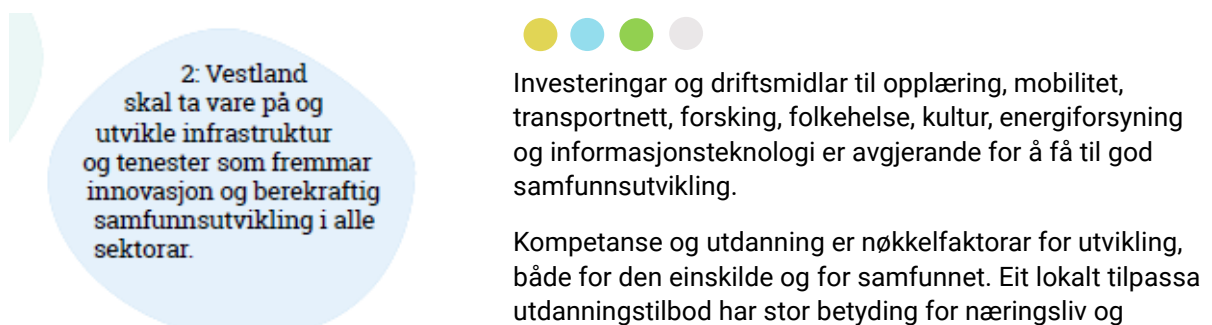 2: Vestland
skal ta vare på og
utvikle infrastruktur
og tenester som fremmar
innovasjon og berekraftig
samfunnsutvikling i alle
sektorar.
Investeringar og driftsmidlar til opplæring, mobilitet,
transportnett, forsking, folkehelse, kultur, energiforsyning
og informasjonsteknologi er avgjerande for å få til god
samfunnsutvikling.
Kompetanse og utdanning er nøkkelfaktorar for utvikling,
både for den einskilde og for samfunnet. Eit lokalt tilpassa
utdanningstilbod har stor betyding for næringsliv og